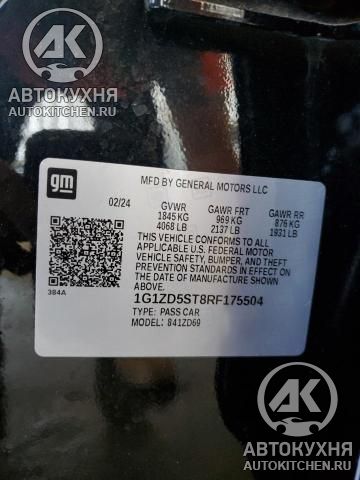 АК
АВТОКУХНЯ
AUTOKITCHEN.RU
gm
MFD BY GENERAL MOTORS LLC
02/24
GVWR GAWR FRT GAWR RR
1845 KG 969 KG 876 KG
4068 LB 2137 LB 1931 LB
THIS VEHICLE CONFORMS TO ALL
APPLICABLE U.S. FEDERAL MOTOR
VEHICLE SAFETY, BUMPER, AND THEFT
PREVENTION STANDARDS IN EFFECT ON
THE DATE OF MANUFACTURE SHOWN
ABOVE.
384A
1G1ZD5ST8RF175504
TYPE: PASS CAR
MODEL: 841ZD69
АК
АВТОКУХНЯ
AUTOKITCHEN.RU